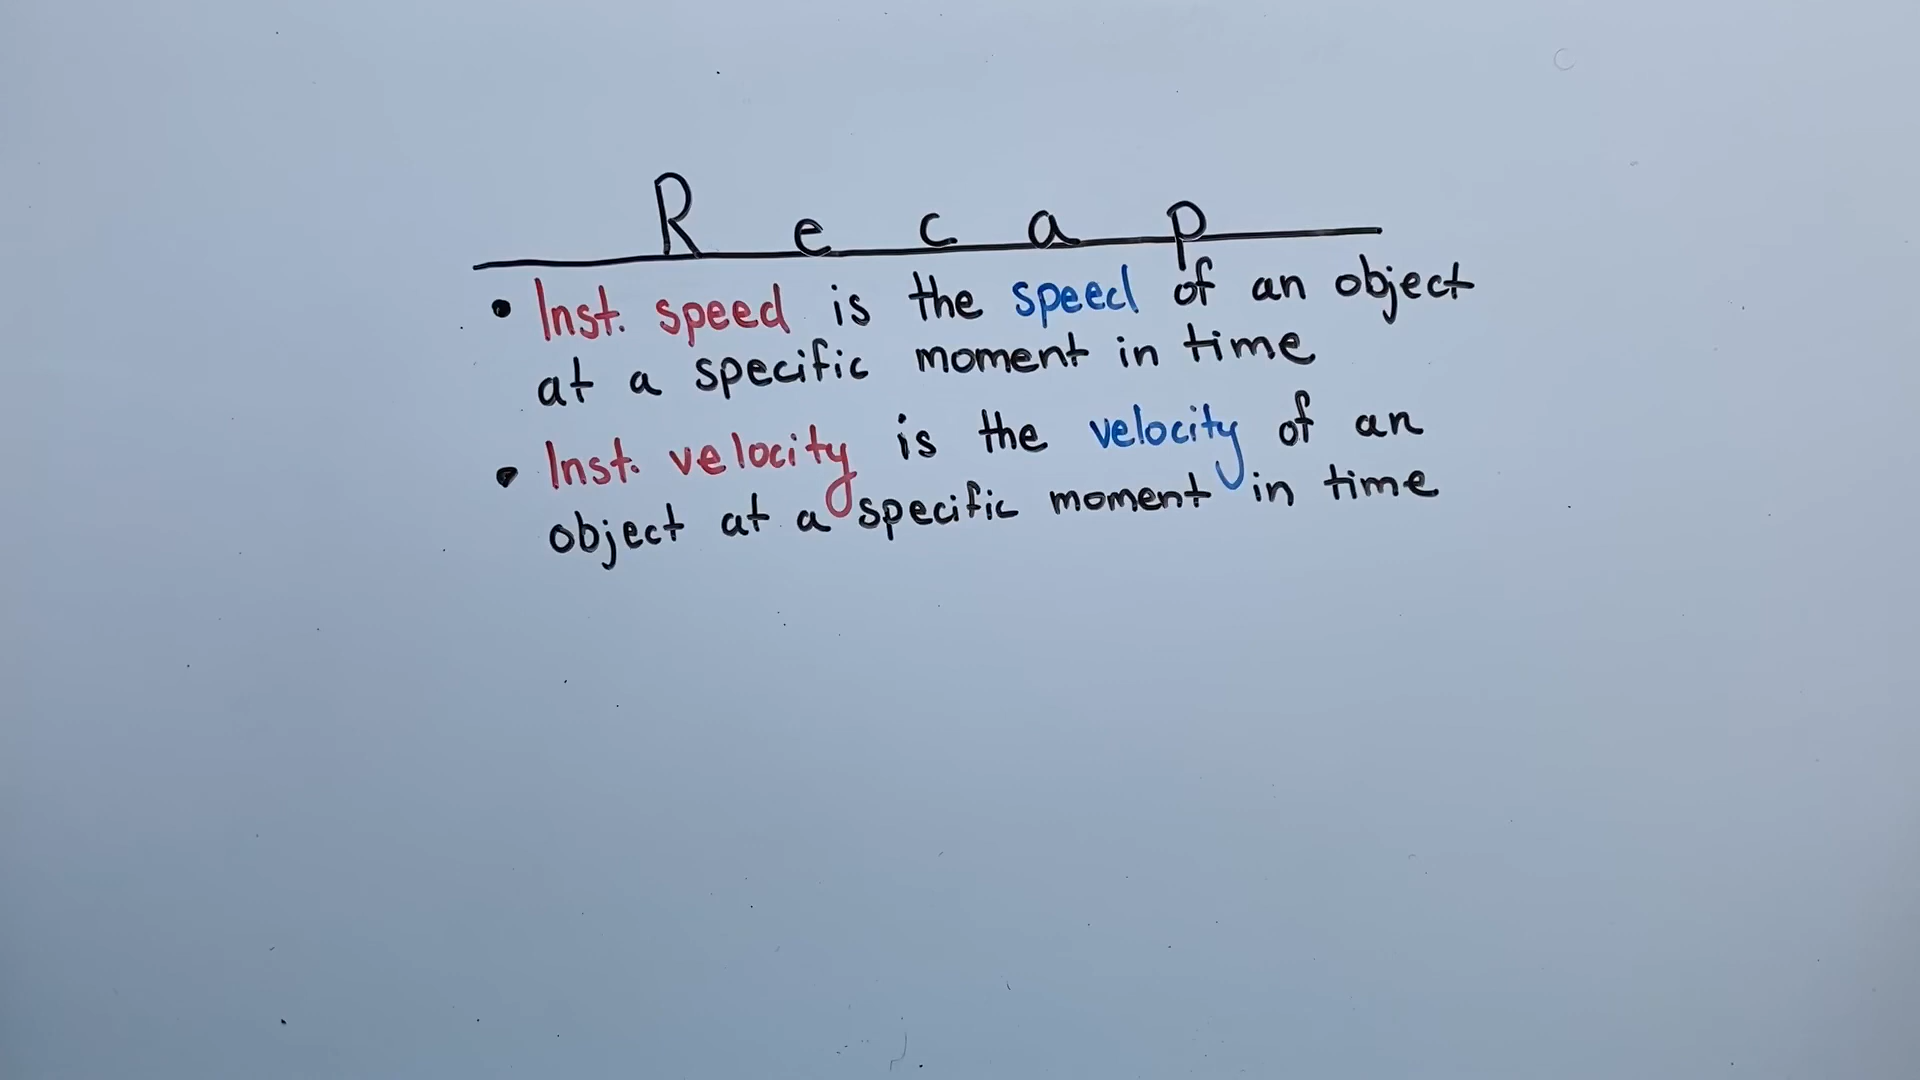 Recap
• Inst. speed is the speed of an object
at a specific moment in time
• Inst. velocity is the velocity of an
object at a specific moment in time